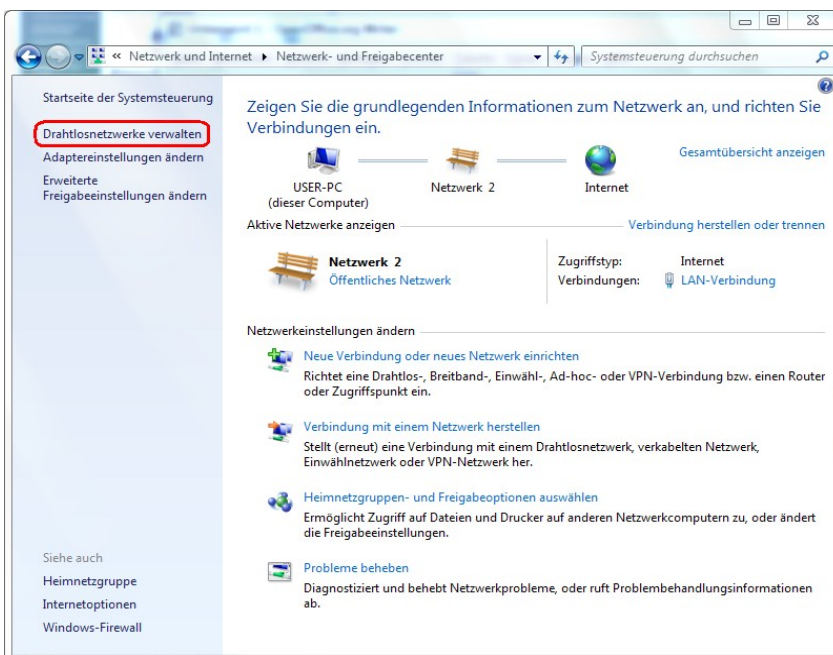 « Netzwerk und Internet ▸ Netzwerk- und Freigabecenter
Systemsteuerung durchsuchen
Startseite der Systemsteuerung
Drahtlosnetzwerke verwalten
Adaptereinstellungen ändern
Erweiterte
Freigabeeinstellungen ändern
Siehe auch
Heimnetzgruppe
Internetoptionen
Windows-Firewall
Zeigen Sie die grundlegenden Informationen zum Netzwerk an, und richten Sie
Verbindungen ein.
Gesamtübersicht anzeigen
USER-PC
(dieser Computer)
Netzwerk 2
Internet
Aktive Netzwerke anzeigen
Verbindung herstellen oder trennen
Netzwerk 2
Öffentliches Netzwerk
Zugriffstyp: Internet
Verbindungen: LAN-Verbindung
Netzwerkeinstellungen ändern
Neue Verbindung oder neues Netzwerk einrichten
Richtet eine Drahtlos-, Breitband-, Einwähl-, Ad-hoc- oder VPN-Verbindung bzw. einen Router
oder Zugriffspunkt ein.
Verbindung mit einem Netzwerk herstellen
Stellt (erneut) eine Verbindung mit einem Drahtlosnetzwerk, verkabelten Netzwerk,
Einwählnetzwerk oder VPN-Netzwerk her.
Heimnetzgruppen- und Freigabeoptionen auswählen
Ermöglicht Zugriff auf Dateien und Drucker auf anderen Netzwerkcomputern zu, oder ändert
die Freigabeeinstellungen.
Probleme beheben
Diagnostiziert und behebt Netzwerkprobleme, oder ruft Problembehandlungsinformationen
ab.